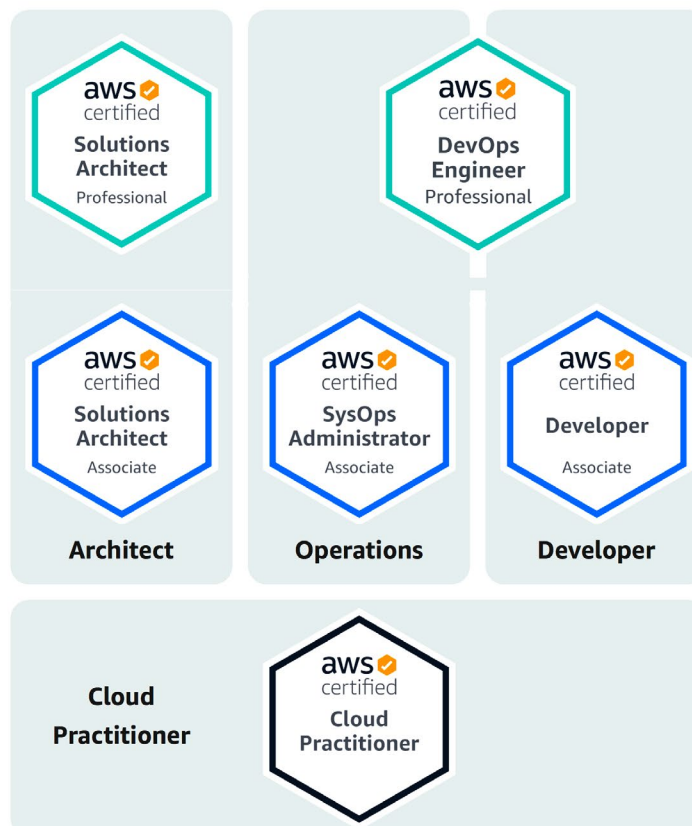 aws
certified
Solutions
Architect
Professional
aws
certified
DevOps
Engineer
Professional
aws
certified
Solutions
Architect
Associate
Architect
aws
certified
SysOps
Administrator
Associate
Operations
aws
certified
Developer
Associate
Developer
Cloud
Practitioner
aws
certified
Cloud
Practitioner